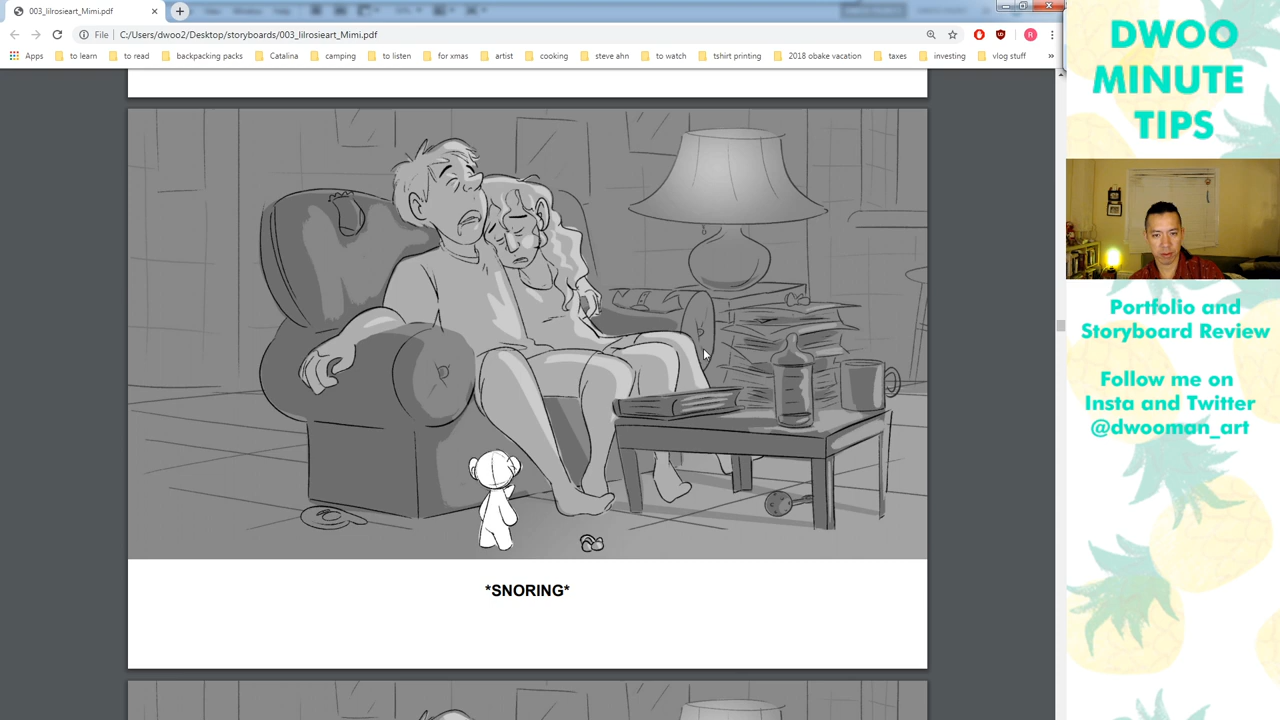 003_lilrosieart_Mimi.pdf
File
C:/Users/dwoo2/Desktop/storyboards/003_lilrosieart_Mimi.pdf
R
Apps
to learn
to read
backpacking packs
Catalina
camping
to listen
for xmas
artist
cooking
steve ahn
to watch
tshirt printing
2018 obake vacation
taxes
investing
vlog stuff
»
*SNORING*
DWOO
MINUTE
TIPS
Portfolio and
Storyboard Review
Follow me on
Insta and Twitter
@dwooman_art